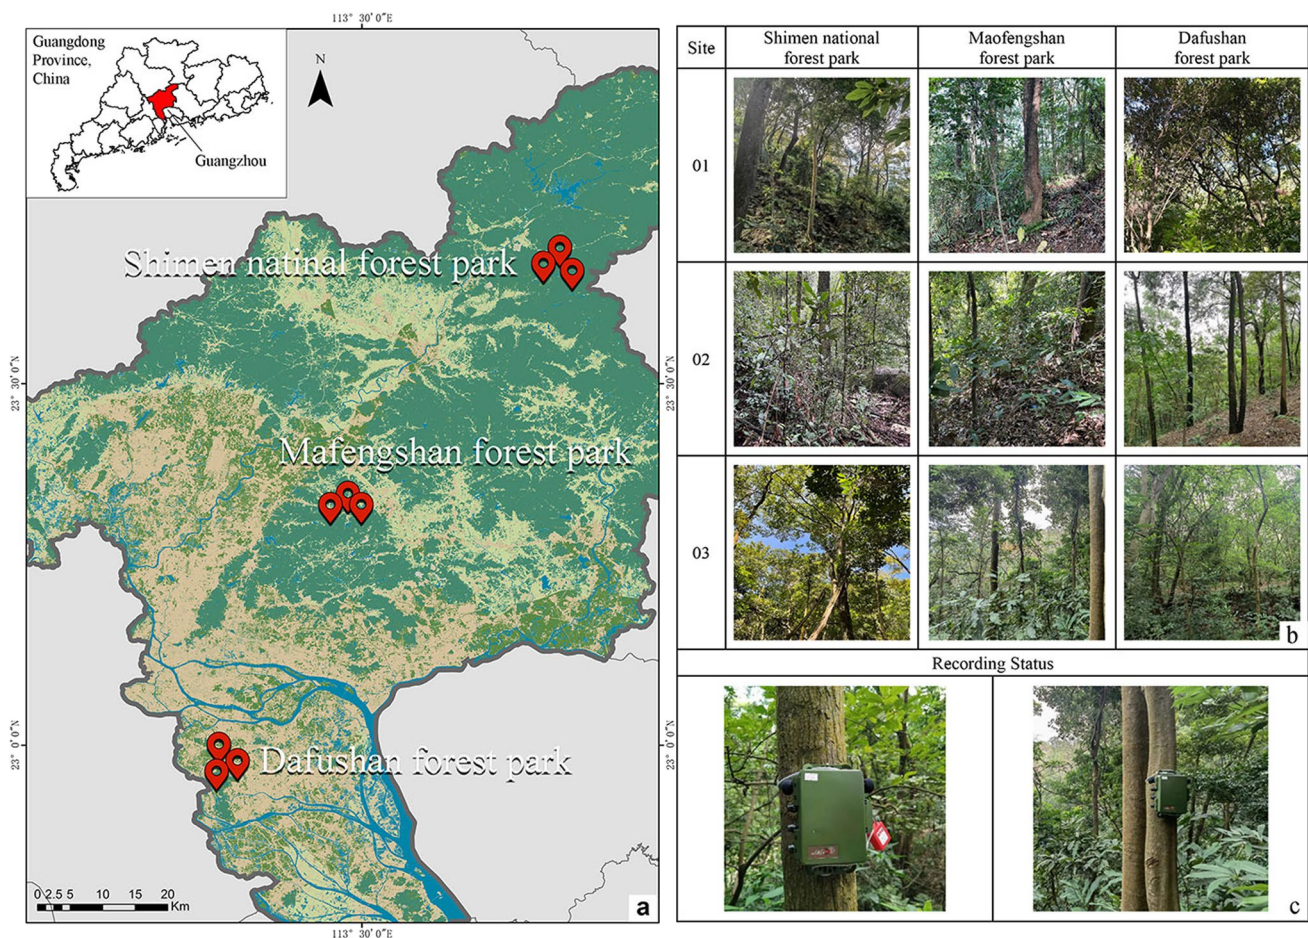 113° 30′ 0″E
Guangdong
Province,
China
Guangzhou
N
Shimen natinal forest park
Mafengshan forest park
Dafushan forest park
23° 30′ 0″N
23° 0′ 0″N
23° 30′ 0″N
23° 0′ 0″N
0 2.5 5 10 15 20
Km
a
113° 30′ 0″E
Site
Shimen national
forest park
Maofengshan
forest park
Dafushan
forest park
01
02
03
b
Recording Status
c